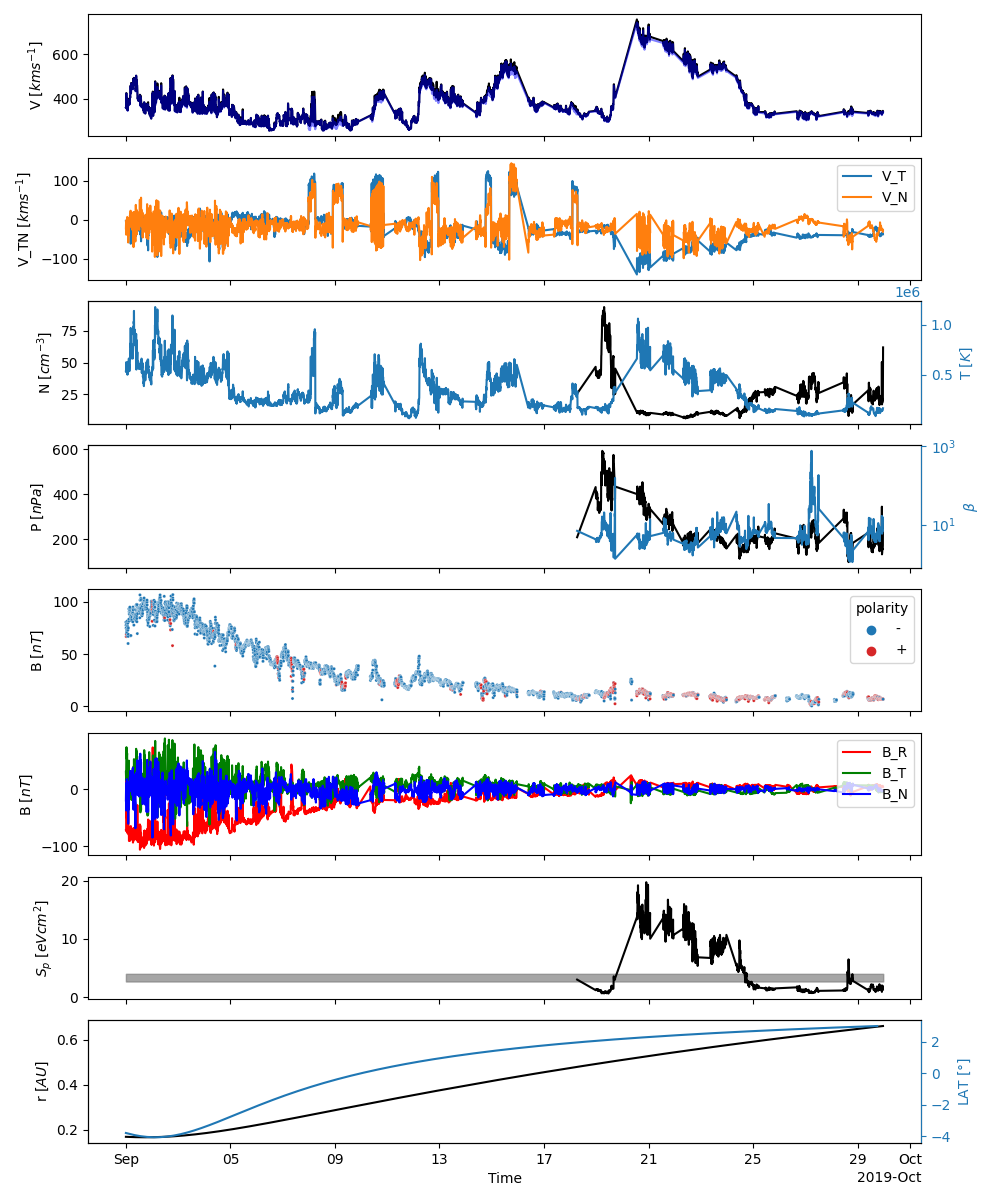 V [kms⁻¹]
600
400
V_TN [kms⁻¹]
100
0
−100
V_T
V_N
1e6
N [cm⁻³]
75
50
25
1.0
0.5
T [K]
P [nPa]
600
400
200
10³
10¹
β
B [nT]
100
50
0
polarity
-
+
B [nT]
0
−100
B_R
B_T
B_N
S_p [eVcm²]
20
10
0
r [AU]
0.6
0.4
0.2
2
0
−2
−4
LAT [°]
Sep 05 09 13 17 21 25 29 Oct
Time
2019-Oct